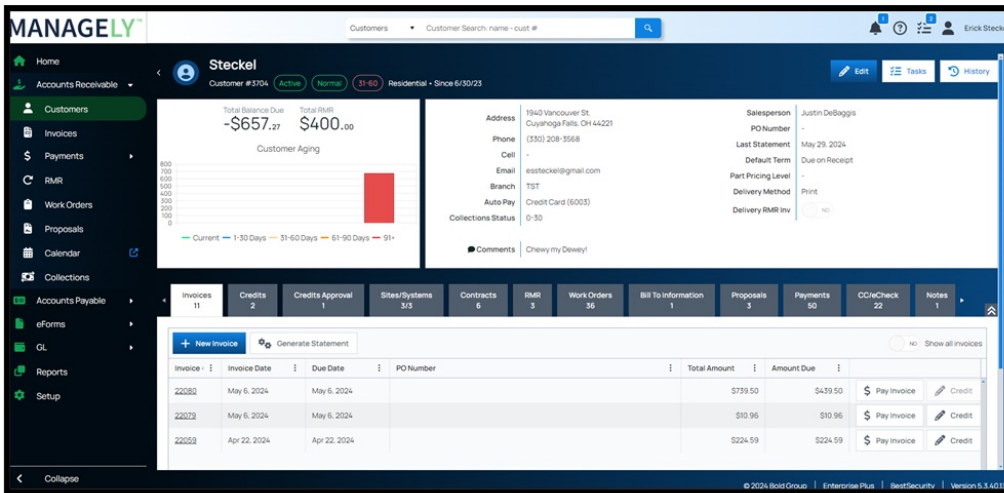 MANAGELY™
Customers
Customer Search: name - cust #
2
Erick Stecke
Home
Accounts Receivable
Customers
Invoices
Payments
RMR
Work Orders
Proposals
Calendar
Collections
Accounts Payable
eForms
GL
Reports
Setup
Collapse
Steckel
Customer #3704 Active Normal 31-60 Residential • Since 6/30/23
Edit Tasks History
Total Balance Due Total RMR
-$657.27 $400.00
Customer Aging
800
700
600
500
400
300
200
100
0
Current 1-30 Days 31-60 Days 61-90 Days 91+
Address 1940 Vancouver St,
Cuyahoga Falls, OH 44221
Phone (330) 208-3568
Cell -
Email essteckel@gmail.com
Branch TST
Auto Pay Credit Card (6003)
Collections Status 0-30
Comments Chewy my Dewey!
Salesperson Justin DeBaggis
PO Number -
Last Statement May 29, 2024
Default Term Due on Receipt
Part Pricing Level -
Delivery Method Print
Delivery RMR Inv NO
Invoices 11
Credits 2
Credits Approval 1
Sites/Systems 3/3
Contracts 6
RMR 3
Work Orders 36
Bill To Information 1
Proposals 3
Payments 50
CC/eCheck 22
Notes 1
+ New Invoice Generate Statement NO Show all invoices
Invoice Invoice Date Due Date PO Number Total Amount Amount Due
22080 May 6, 2024 May 6, 2024 $739.50 $439.50 $ Pay Invoice Credit
22079 May 6, 2024 May 6, 2024 $10.96 $10.96 $ Pay Invoice Credit
22059 Apr 22, 2024 Apr 22, 2024 $224.59 $224.59 $ Pay Invoice Credit
© 2024 Bold Group | Enterprise Plus | BestSecurity | Version 5.3.403